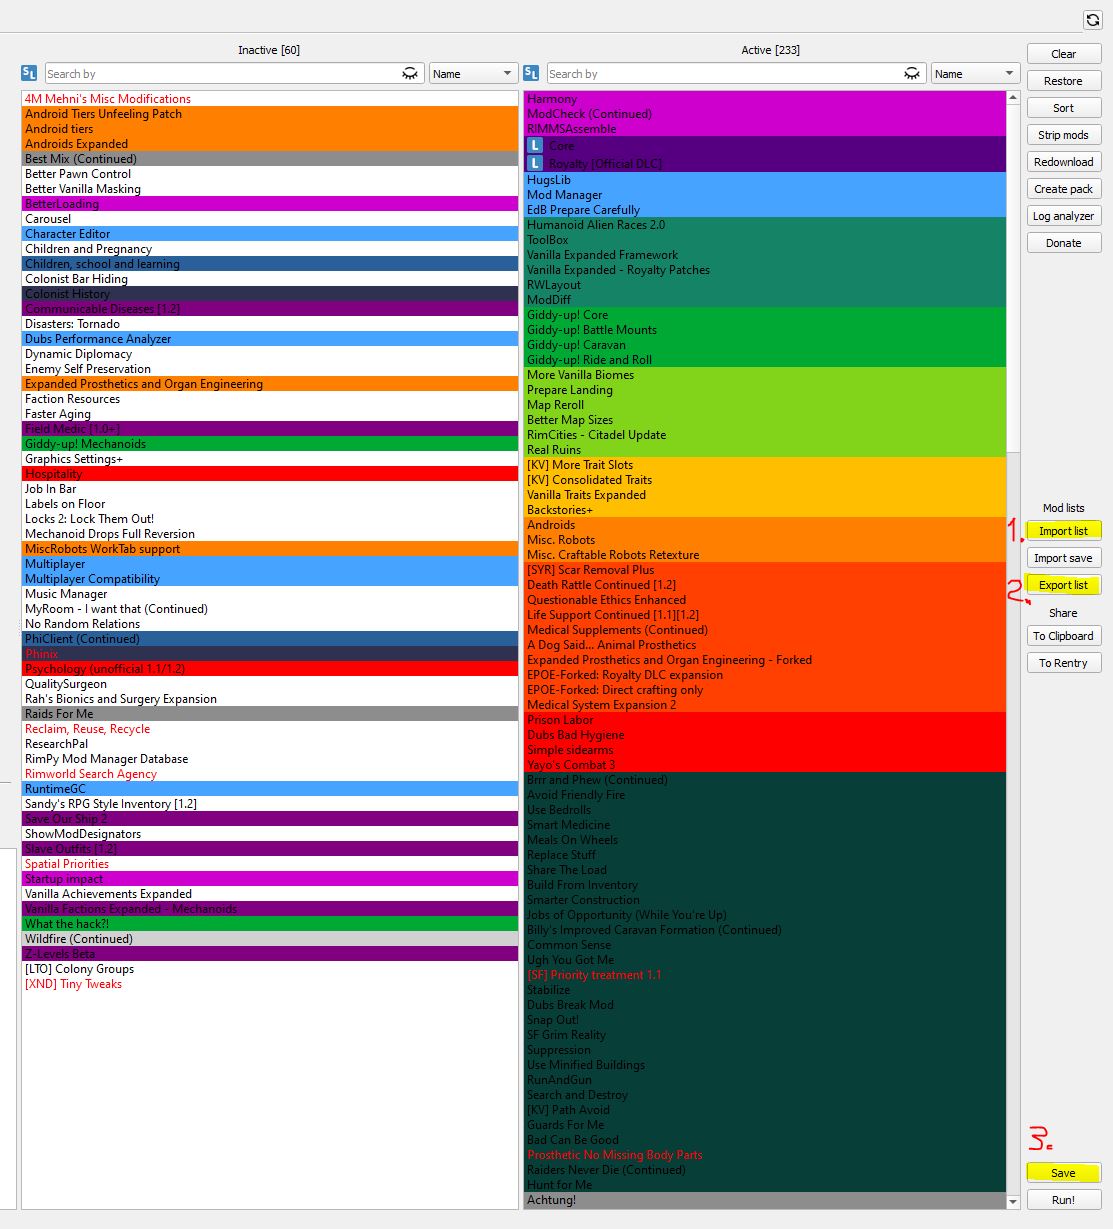 Inactive [60]
Active [233]
Clear
S L
Search by
Name
S L
Search by
Name
Restore
Sort
Strip mods
Redownload
Create pack
Log analyzer
Donate
4M Mehni's Misc Modifications
Android Tiers Unfeeling Patch
Android tiers
Androids Expanded
Best Mix (Continued)
Better Pawn Control
Better Vanilla Masking
BetterLoading
Carousel
Character Editor
Children and Pregnancy
Children, school and learning
Colonist Bar Hiding
Colonist History
Communicable Diseases [1.2]
Disasters: Tornado
Dubs Performance Analyzer
Dynamic Diplomacy
Enemy Self Preservation
Expanded Prosthetics and Organ Engineering
Faction Resources
Faster Aging
Field Medic [1.0+]
Giddy-up! Mechanoids
Graphics Settings+
Hospitality
Job In Bar
Labels on Floor
Locks 2: Lock Them Out!
Mechanoid Drops Full Reversion
MiscRobots WorkTab support
Multiplayer
Multiplayer Compatibility
Music Manager
MyRoom - I want that (Continued)
No Random Relations
PhiClient (Continued)
Phinix
Psychology (unofficial 1.1/1.2)
QualitySurgeon
Rah's Bionics and Surgery Expansion
Raids For Me
Reclaim, Reuse, Recycle
ResearchPal
RimPy Mod Manager Database
Rimworld Search Agency
RuntimeGC
Sandy's RPG Style Inventory [1.2]
Save Our Ship 2
ShowModDesignators
Slave Outfits [1.2]
Spatial Priorities
Startup impact
Vanilla Achievements Expanded
Vanilla Factions Expanded - Mechanoids
What the hack?!
Wildfire (Continued)
Z-Levels Beta
[LTO] Colony Groups
[XND] Tiny Tweaks
Harmony
ModCheck (Continued)
RIMMSAssemble
L Core
L Royalty [Official DLC]
HugsLib
Mod Manager
EdB Prepare Carefully
Humanoid Alien Races 2.0
ToolBox
Vanilla Expanded Framework
Vanilla Expanded - Royalty Patches
RWLayout
ModDiff
Giddy-up! Core
Giddy-up! Battle Mounts
Giddy-up! Caravan
Giddy-up! Ride and Roll
More Vanilla Biomes
Prepare Landing
Map Reroll
Better Map Sizes
RimCities - Citadel Update
Real Ruins
[KV] More Trait Slots
[KV] Consolidated Traits
Vanilla Traits Expanded
Backstories+
Androids
Misc. Robots
Misc. Craftable Robots Retexture
[SYR] Scar Removal Plus
Death Rattle Continued [1.2]
Questionable Ethics Enhanced
Life Support Continued [1.1][1.2]
Medical Supplements (Continued)
A Dog Said... Animal Prosthetics
Expanded Prosthetics and Organ Engineering - Forked
EPOE-Forked: Royalty DLC expansion
EPOE-Forked: Direct crafting only
Medical System Expansion 2
Prison Labor
Dubs Bad Hygiene
Simple sidearms
Yayo's Combat 3
Brrr and Phew (Continued)
Avoid Friendly Fire
Use Bedrolls
Smart Medicine
Meals On Wheels
Replace Stuff
Share The Load
Build From Inventory
Smarter Construction
Jobs of Opportunity (While You're Up)
Billy's Improved Caravan Formation (Continued)
Common Sense
Ugh You Got Me
[SF] Priority treatment 1.1
Stabilize
Dubs Break Mod
Snap Out!
SF Grim Reality
Suppression
Use Minified Buildings
RunAndGun
Search and Destroy
[KV] Path Avoid
Guards For Me
Bad Can Be Good
Prosthetic No Missing Body Parts
Raiders Never Die (Continued)
Hunt for Me
Achtung!
Mod lists
1. Import list
Import save
2. Export list
Share
To Clipboard
To Rentry
3.
Save
Run!